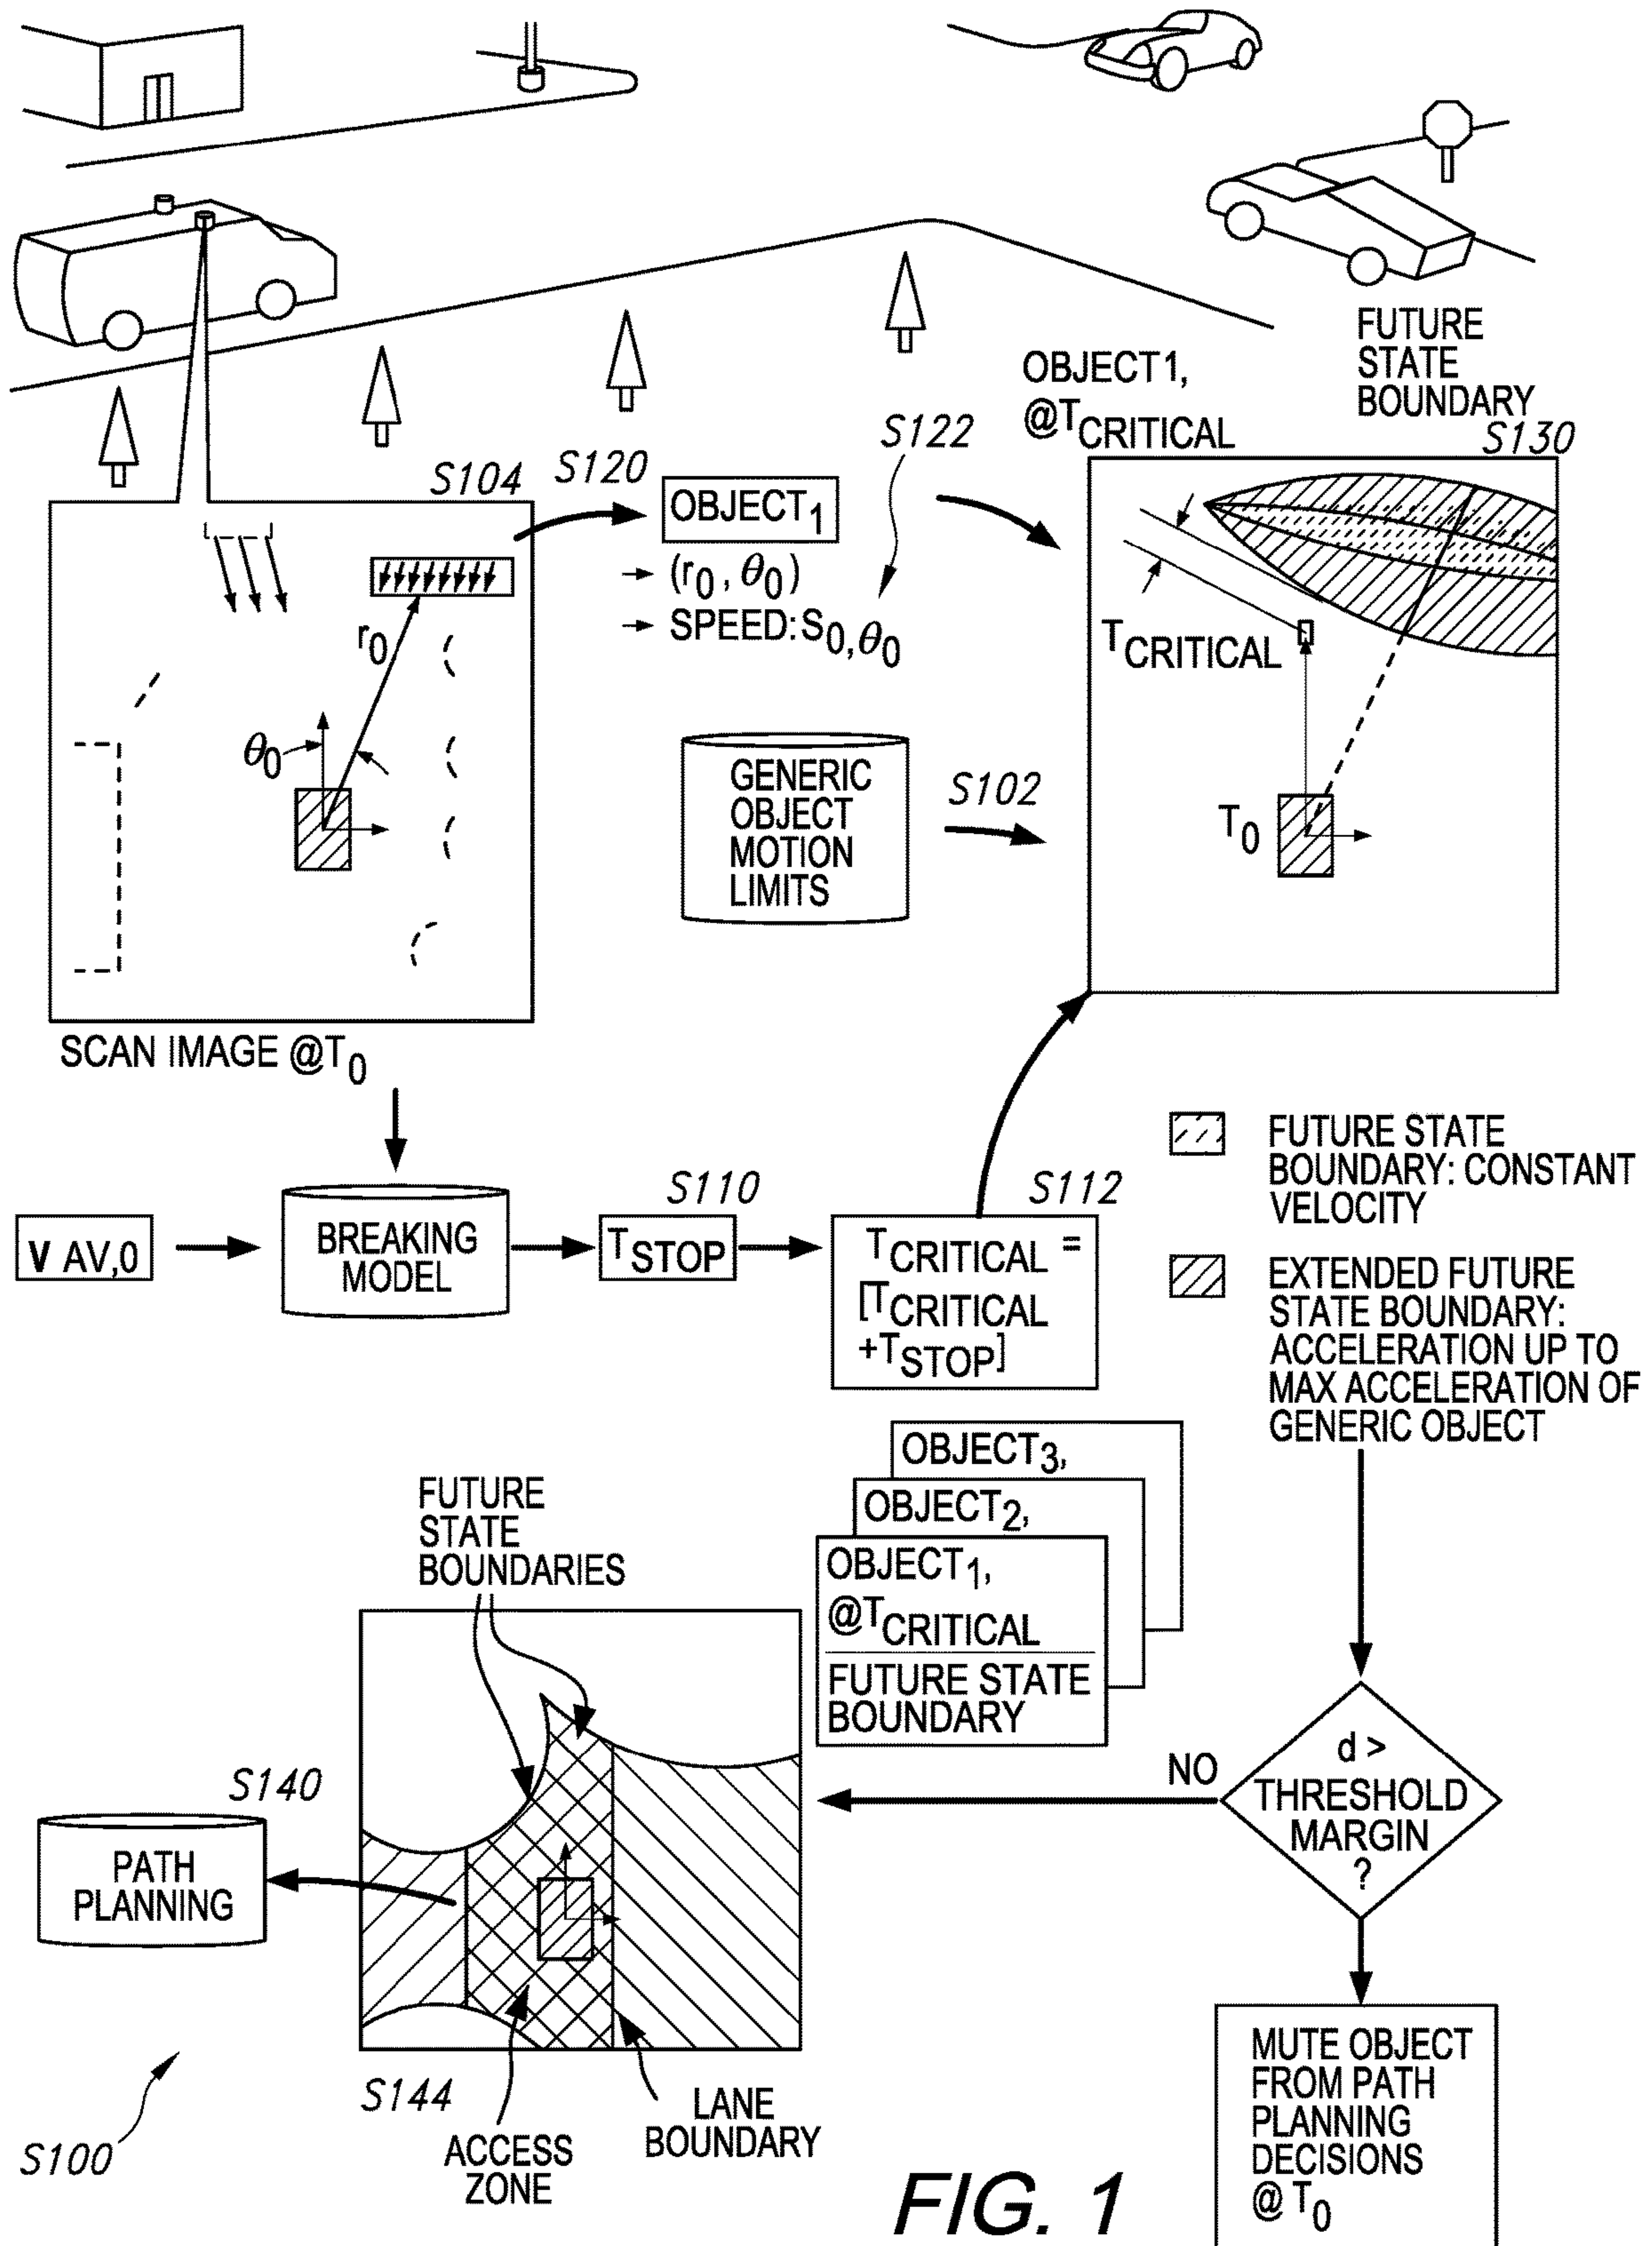 FUTURE
STATE
BOUNDARY
OBJECT1,
@TCRITICAL
S130
S104
S120
S122
OBJECT1
(r0, θ0)
SPEED: S0, θ0
r0
θ0
TCRITICAL
T0
GENERIC
OBJECT
MOTION
LIMITS
S102
SCAN IMAGE @T0
V AV,0
BREAKING
MODEL
S110
TSTOP
S112
TCRITICAL =
[TCRITICAL
+TSTOP]
FUTURE STATE
BOUNDARY: CONSTANT
VELOCITY
EXTENDED FUTURE
STATE BOUNDARY:
ACCELERATION UP TO
MAX ACCELERATION OF
GENERIC OBJECT
OBJECT3,
OBJECT2,
OBJECT1,
@TCRITICAL
FUTURE STATE
BOUNDARY
FUTURE
STATE
BOUNDARIES
d >
THRESHOLD
MARGIN
?
NO
S140
PATH
PLANNING
S144
ACCESS
ZONE
LANE
BOUNDARY
MUTE OBJECT
FROM PATH
PLANNING
DECISIONS
@ T0
S100
FIG. 1